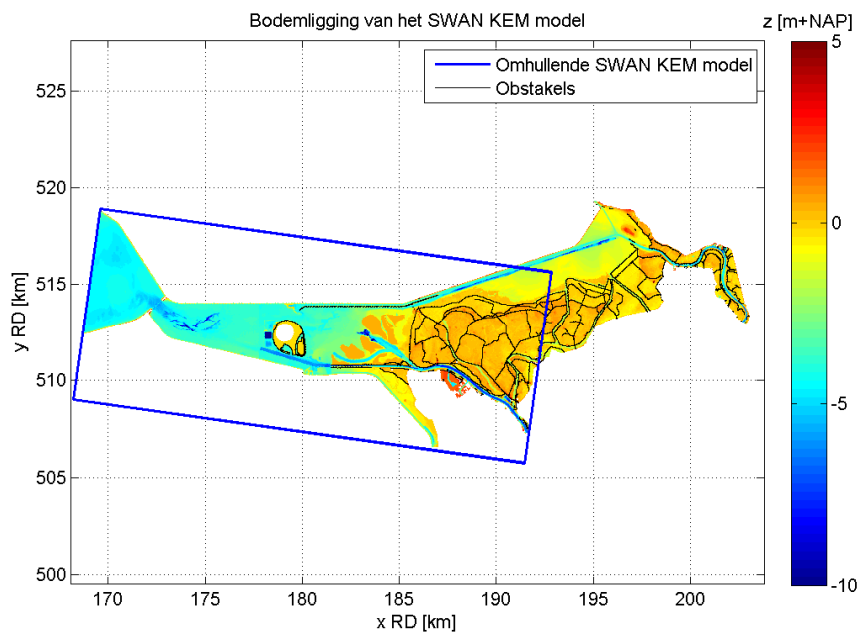 Bodemligging van het SWAN KEM model
z [m+NAP]
Omhullende SWAN KEM model
Obstakels
y RD [km]
525
520
515
510
505
500
170
175
180
185
190
195
200
x RD [km]
5
0
-5
-10